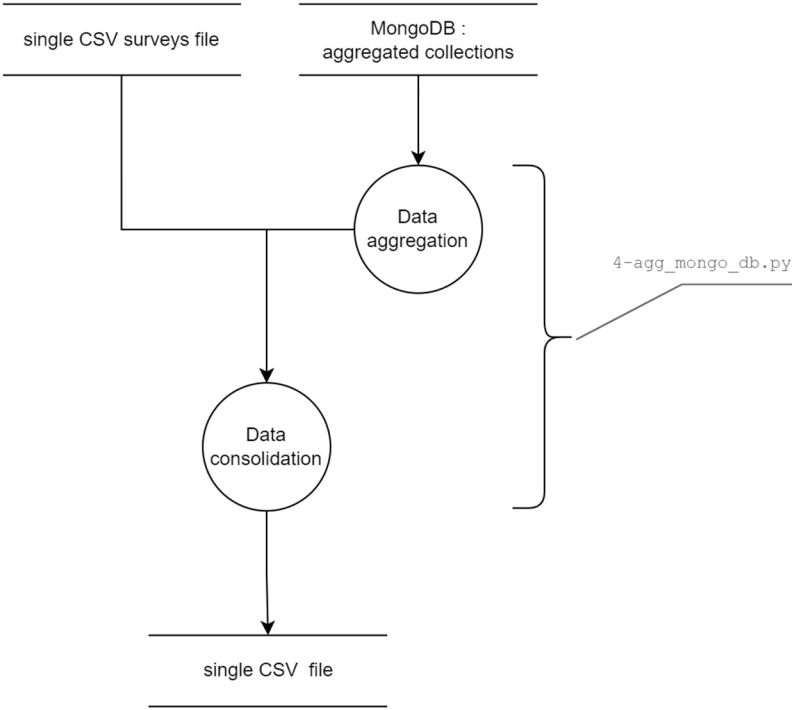 single CSV surveys file
MongoDB :
aggregated collections
Data
aggregation
4-agg_mongo_db.py
Data
consolidation
single CSV  file